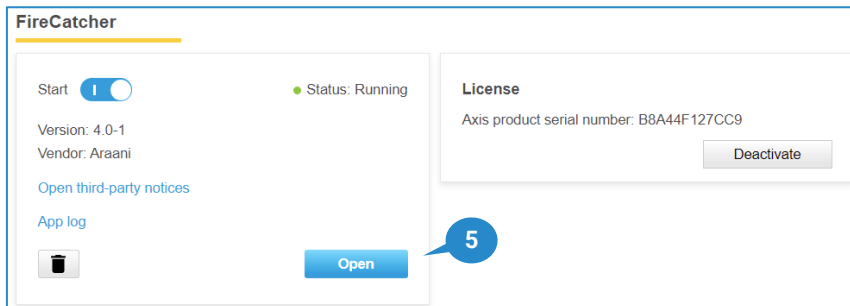 FireCatcher
Start
Status: Running
Version: 4.0-1
Vendor: Araani
Open third-party notices
App log
Open
5
License
Axis product serial number: B8A44F127CC9
Deactivate